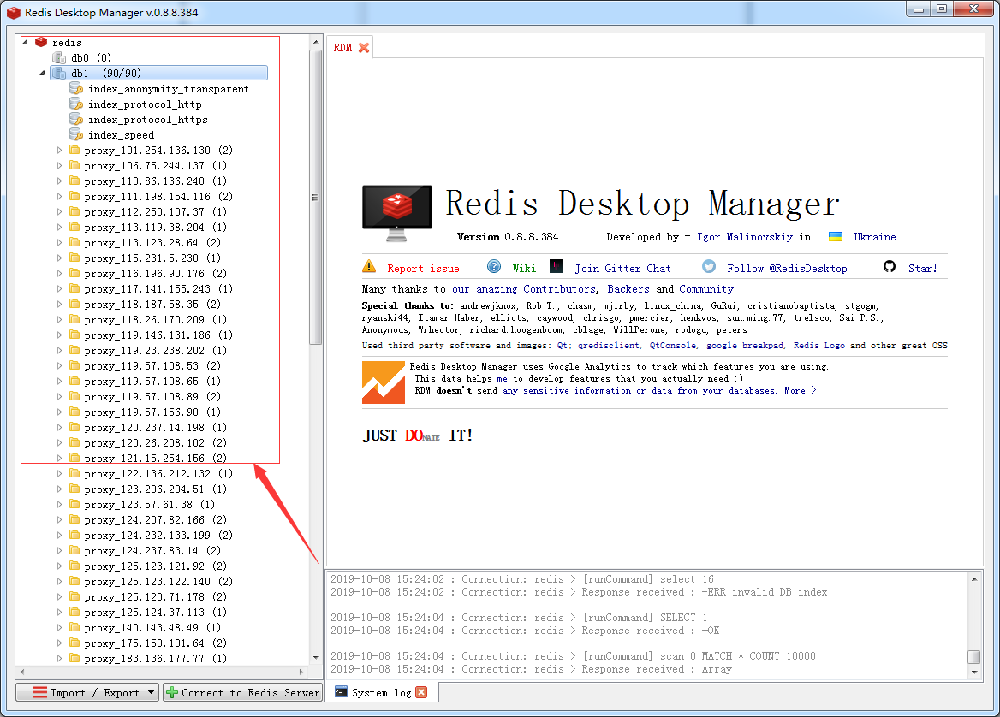 Redis Desktop Manager v.0.8.8.384
redis
db0 (0)
db1 (90/90)
index_anonymity_transparent
index_protocol_http
index_protocol_https
index_speed
proxy_101.254.136.130 (2)
proxy_106.75.244.137 (1)
proxy_110.86.136.240 (1)
proxy_111.198.154.116 (2)
proxy_112.250.107.37 (1)
proxy_113.119.38.204 (1)
proxy_113.123.28.64 (2)
proxy_115.231.5.230 (1)
proxy_116.196.90.176 (2)
proxy_117.141.155.243 (1)
proxy_118.187.58.35 (2)
proxy_118.26.170.209 (1)
proxy_119.146.131.186 (1)
proxy_119.23.238.202 (1)
proxy_119.57.108.53 (2)
proxy_119.57.108.65 (1)
proxy_119.57.108.89 (2)
proxy_119.57.156.90 (1)
proxy_120.237.14.198 (1)
proxy_120.26.208.102 (2)
proxy_121.15.254.156 (2)
proxy_122.136.212.132 (1)
proxy_123.206.204.51 (1)
proxy_123.57.61.38 (1)
proxy_124.207.82.166 (2)
proxy_124.232.133.199 (2)
proxy_124.237.83.14 (2)
proxy_125.123.121.92 (2)
proxy_125.123.122.140 (2)
proxy_125.123.71.178 (2)
proxy_125.124.37.113 (1)
proxy_140.143.48.49 (1)
proxy_175.150.101.64 (2)
proxy_183.136.177.77 (1)
Import / Export
Connect to Redis Server
RDM
Redis Desktop Manager
Version 0.8.8.384 Developed by - Igor Malinovskiy in Ukraine
Report issue Wiki Join Gitter Chat Follow @RedisDesktop Star!
Many thanks to our amazing Contributors, Backers and Community
Special thanks to: andrewjknox, Rob T., chasm, mjirby, linux_china, GuRui, cristianobaptista, stgogm,
ryanski44, Itamar Haber, elliots, caywood, chrisgo, pmercier, henkvos, sun.ming.77, trelsco, Sai P.S.,
Anonymous, Wrhector, richard.hoogenboom, cblage, WillPerone, rodogu, peters
Used third party software and images: Qt; qredisclient, QtConsole, google breakpad, Redis Logo and other great OSS
Redis Desktop Manager uses Google Analytics to track which features you are using.
This data helps me to develop features that you actually need :)
RDM doesn't send any sensitive information or data from your databases. More >
JUST DONATE IT!
2019-10-08 15:24:02 : Connection: redis > [runCommand] select 16
2019-10-08 15:24:02 : Connection: redis > Response received : -ERR invalid DB index
2019-10-08 15:24:04 : Connection: redis > [runCommand] SELECT 1
2019-10-08 15:24:04 : Connection: redis > Response received : +OK
2019-10-08 15:24:04 : Connection: redis > [runCommand] scan 0 MATCH * COUNT 10000
2019-10-08 15:24:04 : Connection: redis > Response received : Array
System log